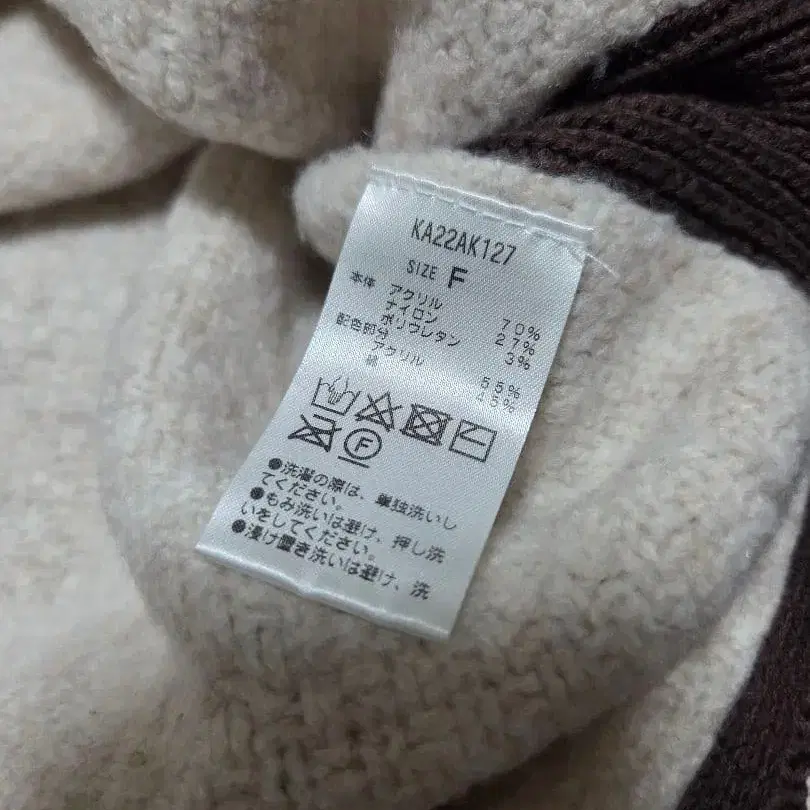 KA22AK127
SIZE F
本体 アクリル 70%
ナイロン 27%
ポリウレタン 3%
配色部分
アクリル 55%
綿 45%
F
●洗濯の際は、単独洗いし
てください。
●もみ洗いは避け、押し洗
いをしてください。
●浸け置き洗いは避け、洗